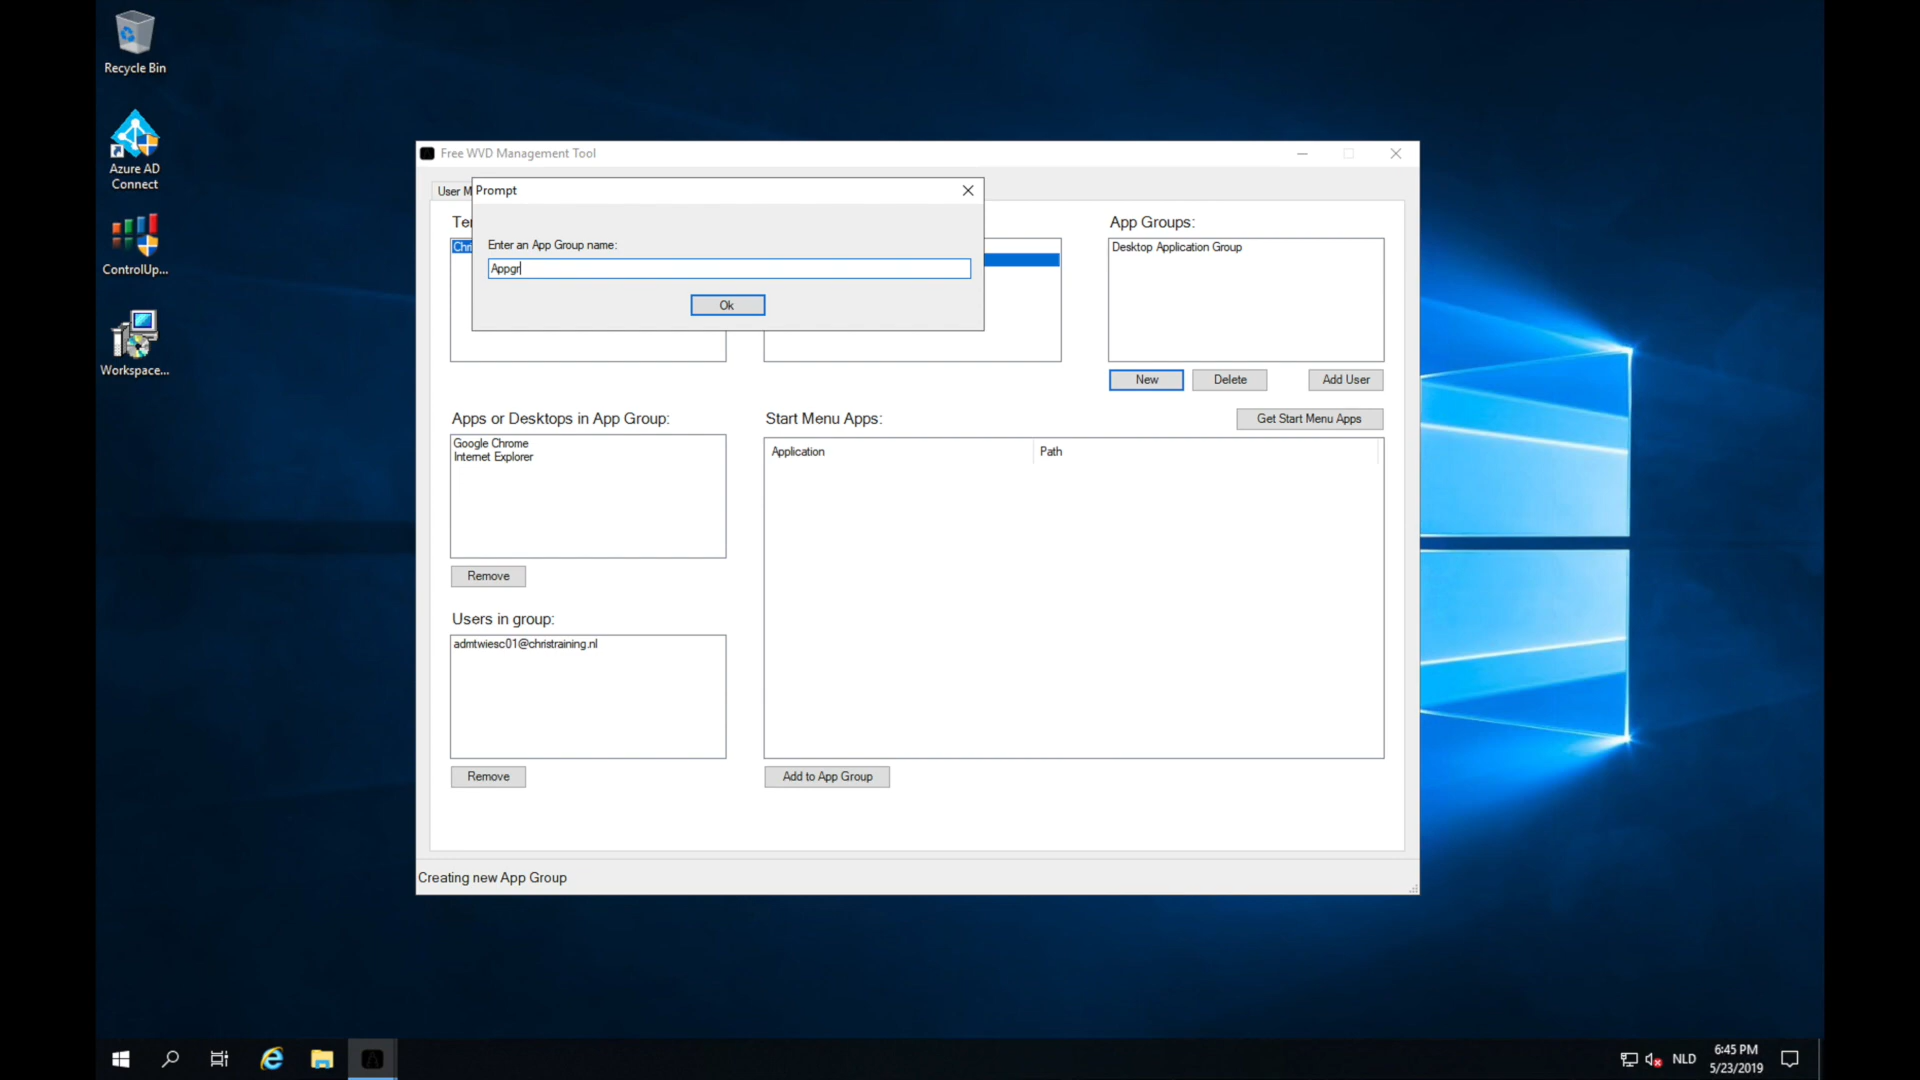 Recycle Bin
Azure AD
Connect
ControlUp...
Workspace...
Free WVD Management Tool
User M
Prompt
Enter an App Group name:
Appgr
Ok
Chri
App Groups:
Desktop Application Group
New
Delete
Add User
Apps or Desktops in App Group:
Google Chrome
Internet Explorer
Remove
Start Menu Apps:
Get Start Menu Apps
Application
Path
Users in group:
admtwiesc01@christraining.nl
Remove
Add to App Group
Creating new App Group
NLD
6:45 PM
5/23/2019